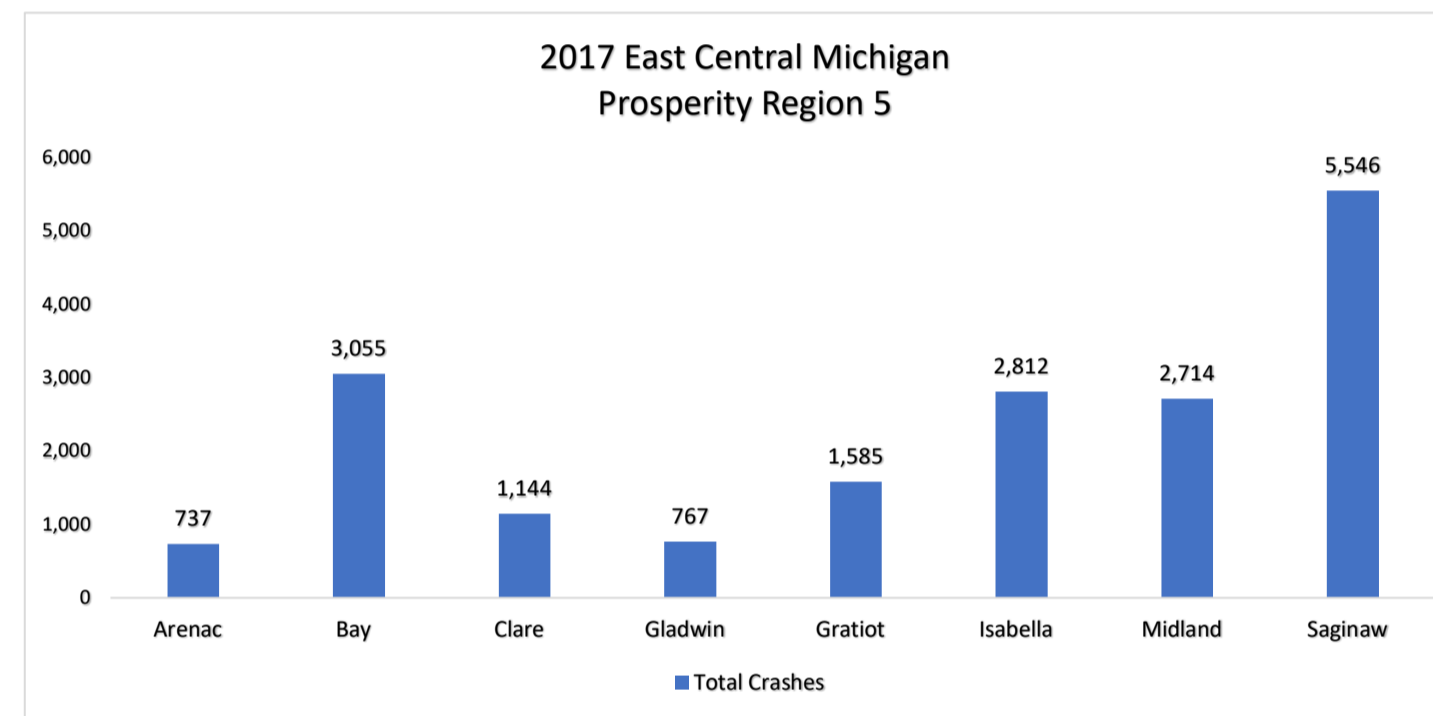 2017 East Central Michigan
Prosperity Region 5
6,000
5,000
4,000
3,000
2,000
1,000
0
737
3,055
1,144
767
1,585
2,812
2,714
5,546
Arenac
Bay
Clare
Gladwin
Gratiot
Isabella
Midland
Saginaw
Total Crashes